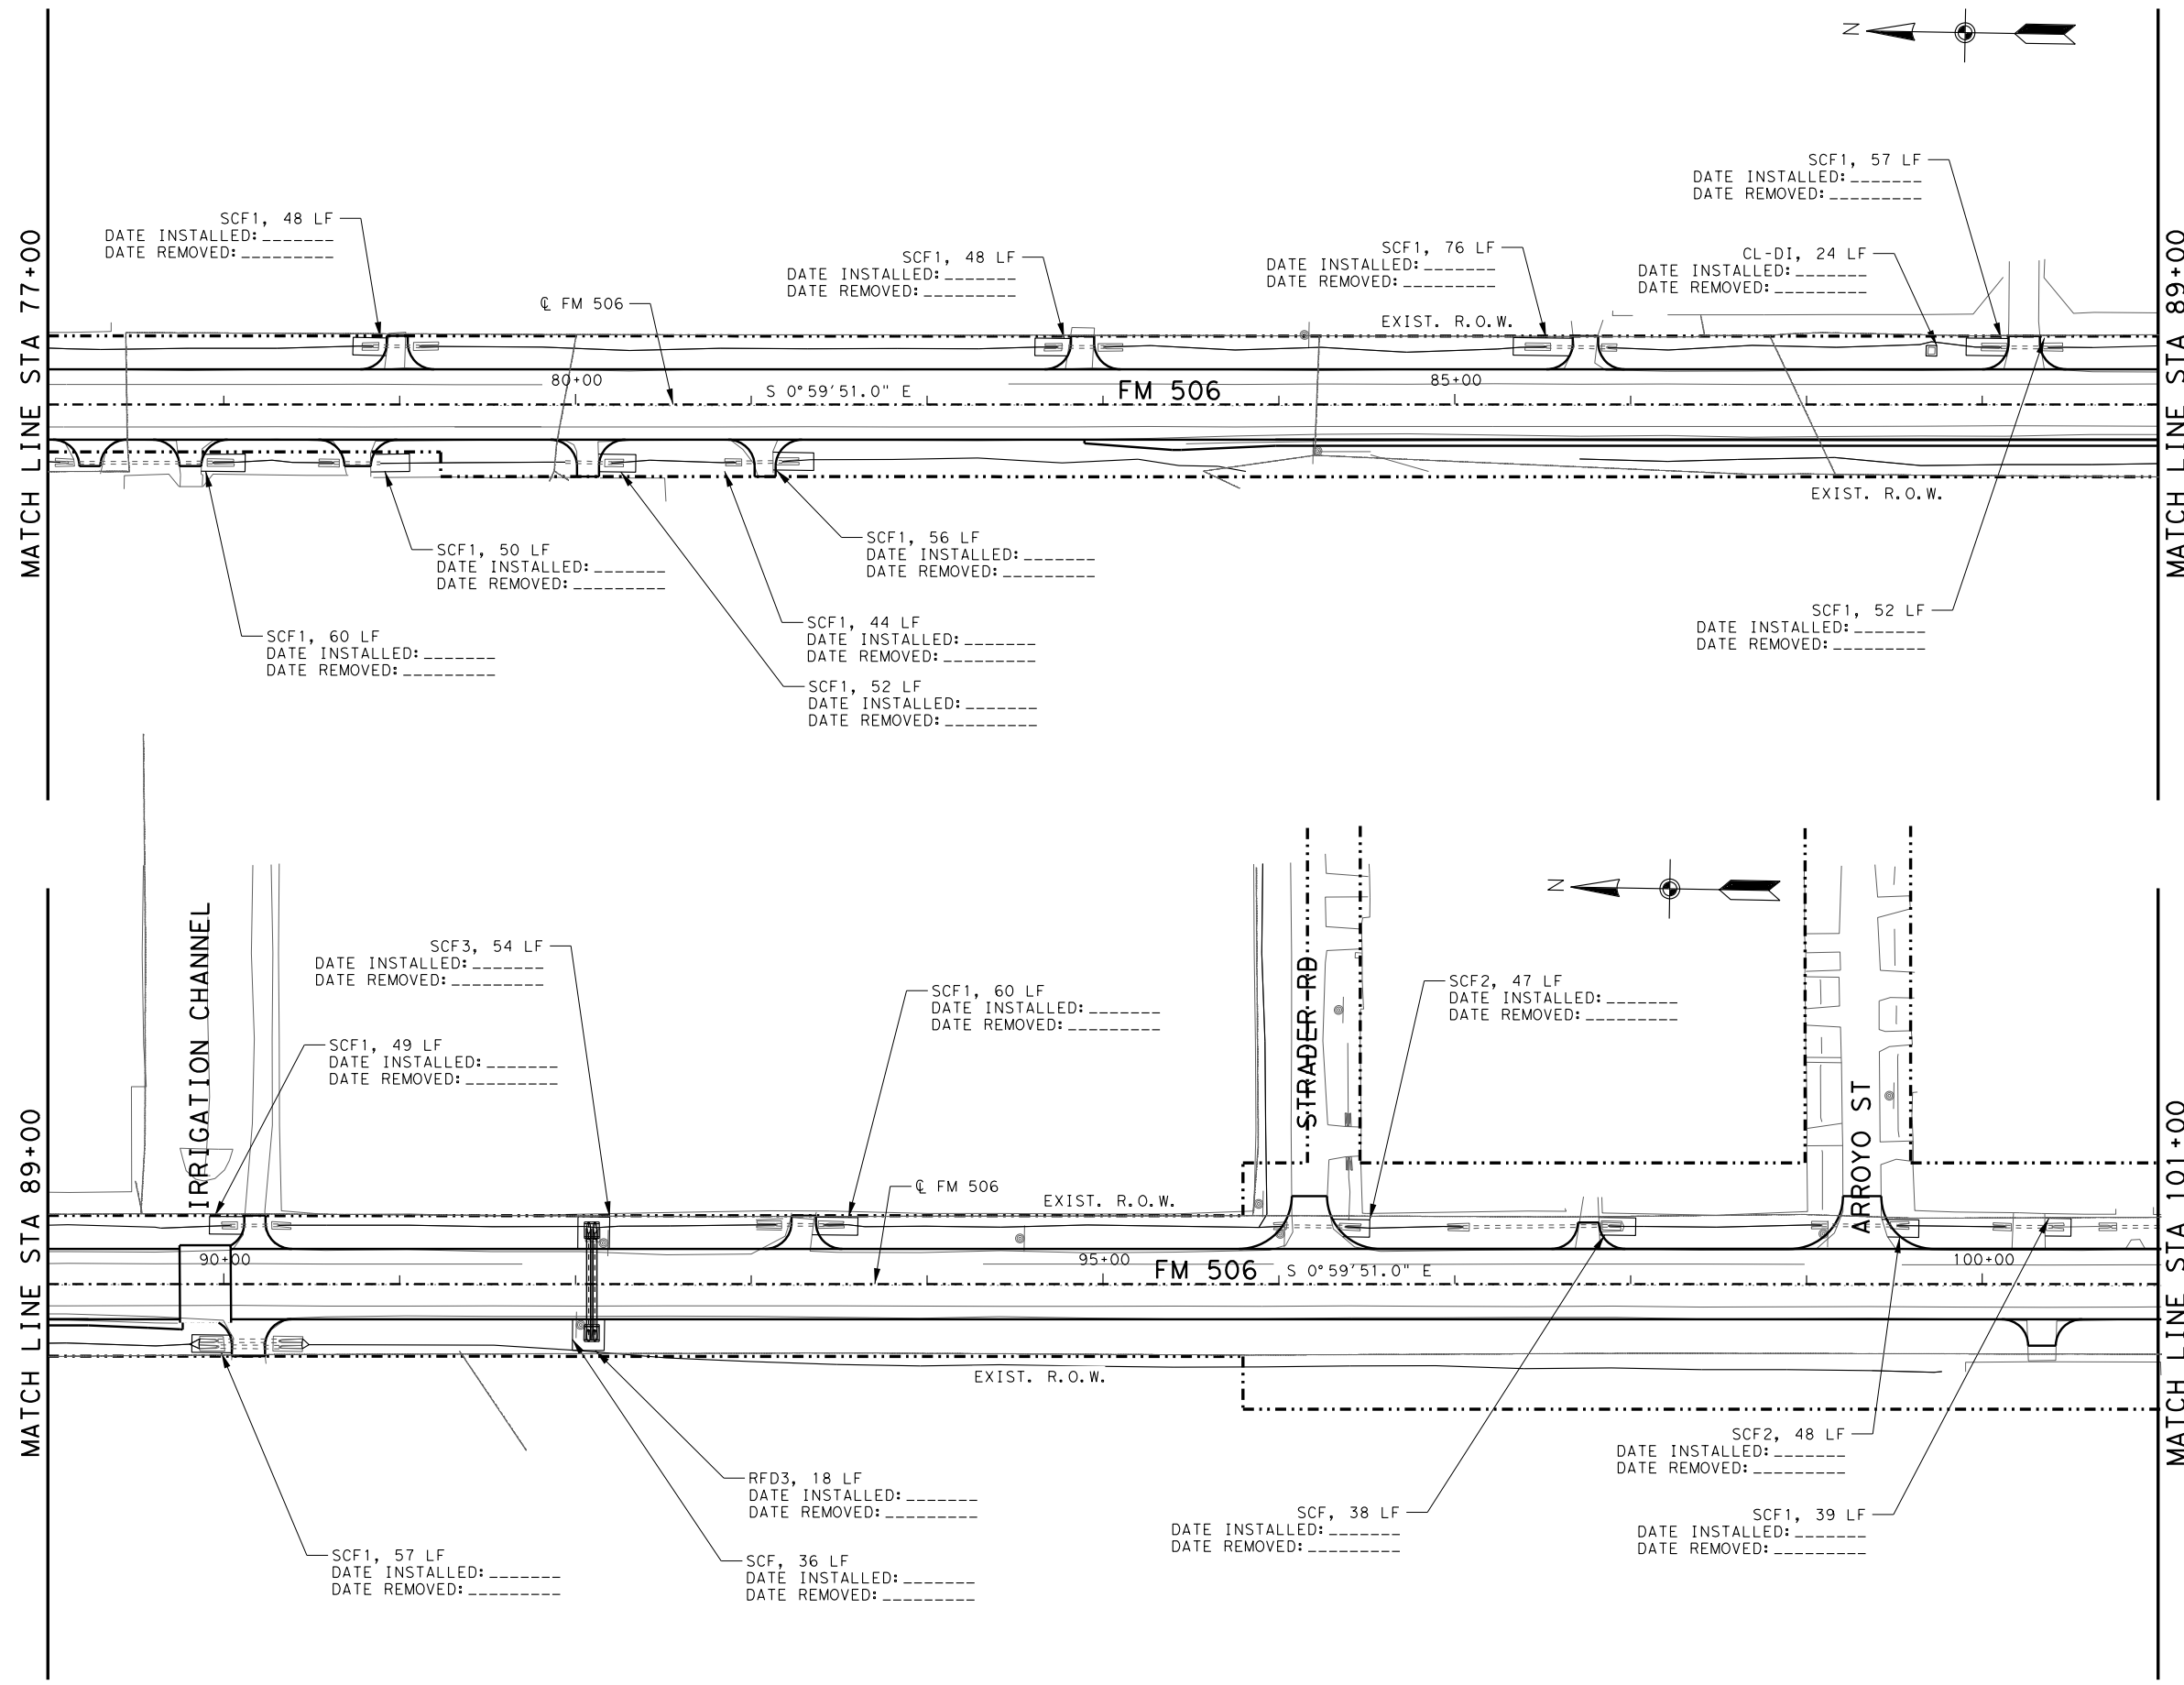 N
SCF1, 57 LF
DATE INSTALLED:_______
DATE REMOVED:_________
SCF1, 48 LF
DATE INSTALLED:_______
DATE REMOVED:_________
SCF1, 48 LF
DATE INSTALLED:_______
DATE REMOVED:_________
SCF1, 76 LF
DATE INSTALLED:_______
DATE REMOVED:_________
CL-DI, 24 LF
DATE INSTALLED:_______
DATE REMOVED:_________
℄ FM 506
EXIST. R.O.W.
MATCH LINE STA 77+00
MATCH LINE STA 89+00
80+00
S 0°59'51.0" E
FM 506
85+00
EXIST. R.O.W.
SCF1, 56 LF
DATE INSTALLED:_______
DATE REMOVED:_________
SCF1, 50 LF
DATE INSTALLED:_______
DATE REMOVED:_________
SCF1, 44 LF
DATE INSTALLED:_______
DATE REMOVED:_________
SCF1, 52 LF
DATE INSTALLED:_______
DATE REMOVED:_________
SCF1, 60 LF
DATE INSTALLED:_______
DATE REMOVED:_________
SCF1, 52 LF
DATE INSTALLED:_______
DATE REMOVED:_________
N
IRRIGATION CHANNEL
SCF3, 54 LF
DATE INSTALLED:_______
DATE REMOVED:_________
SCF1, 60 LF
DATE INSTALLED:_______
DATE REMOVED:_________
STRADER RD
SCF2, 47 LF
DATE INSTALLED:_______
DATE REMOVED:_________
SCF1, 49 LF
DATE INSTALLED:_______
DATE REMOVED:_________
ARROYO ST
℄ FM 506
EXIST. R.O.W.
MATCH LINE STA 89+00
MATCH LINE STA 101+00
90+00
95+00
FM 506
S 0°59'51.0" E
100+00
EXIST. R.O.W.
SCF2, 48 LF
DATE INSTALLED:_______
DATE REMOVED:_________
RFD3, 18 LF
DATE INSTALLED:_______
DATE REMOVED:_________
SCF, 38 LF
DATE INSTALLED:_______
DATE REMOVED:_________
SCF1, 39 LF
DATE INSTALLED:_______
DATE REMOVED:_________
SCF1, 57 LF
DATE INSTALLED:_______
DATE REMOVED:_________
SCF, 36 LF
DATE INSTALLED:_______
DATE REMOVED:_________